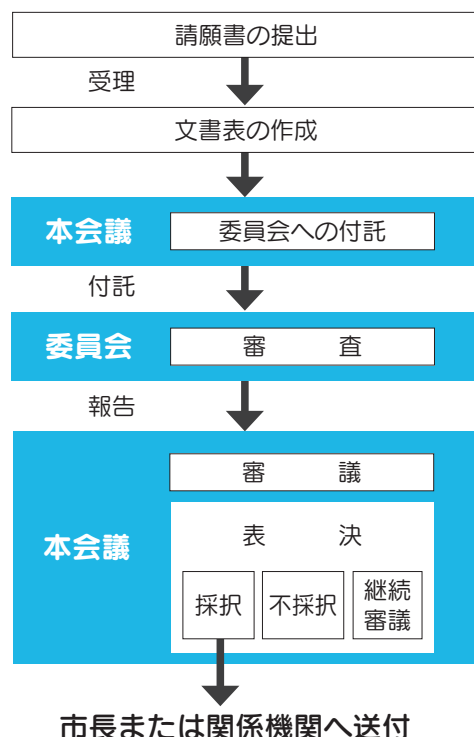 請願書の提出
受理
文書表の作成
本会議 委員会への付託
付託
委員会 審査
報告
審議
本会議
表決
採択 不採択 継続
審議
市長または関係機関へ送付